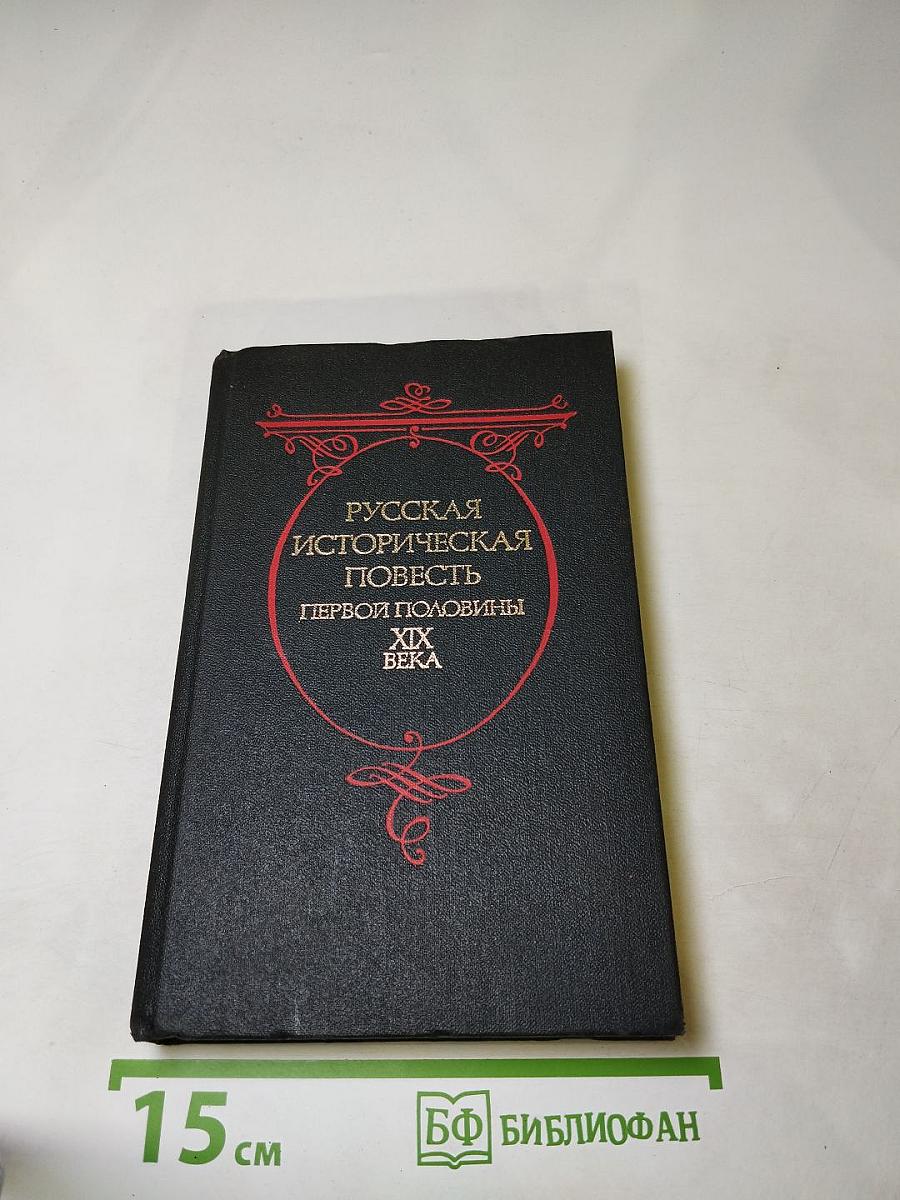 РУССКАЯ
ИСТОРИЧЕСКАЯ
ПОВЕСТЬ
ПЕРВОЙ ПОЛОВИНЫ
XIX
ВЕКА
15 см
БФ БИБЛИОФАН